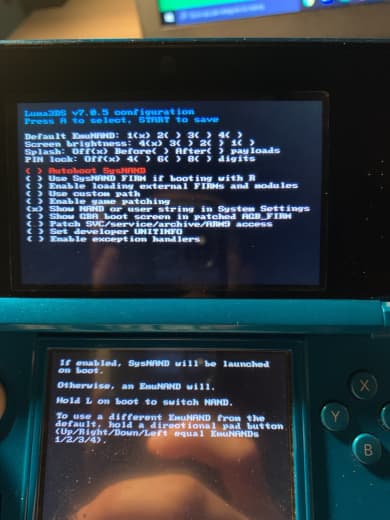 Luma3DS v7.0.5 configuration
Press A to select, START to save
Default EmuNAND: 1(x) 2( ) 3( ) 4( )
Screen brightness: 4(x) 3( ) 2( ) 1( )
Splash: Off(x) Before( ) After( ) payloads
PIN lock: Off(x) 4( ) 6( ) 8( ) digits
( ) Autoboot SysNAND
( ) Use SysNAND FIRM if booting with R
( ) Enable loading external FIRMs and modules
( ) Use custom path
( ) Enable game patching
(x) Show NAND or user string in System Settings
( ) Show GBA boot screen in patched AGB_FIRM
( ) Patch SVC/service/archive/ARM9 access
( ) Set developer UNITINFO
( ) Enable exception handlers
If enabled, SysNAND will be launched
on boot.
Otherwise, an EmuNAND will.
Hold L on boot to switch NAND.
To use a different EmuNAND from the
default, hold a directional pad button
(Up/Right/Down/Left equal EmuNANDs
1/2/3/4).
X
Y
B